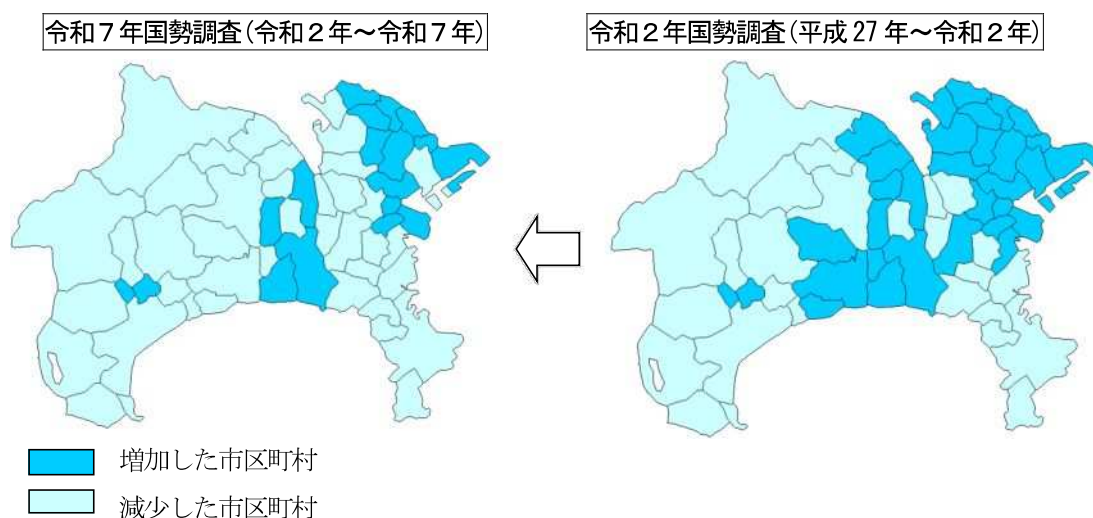 令和７年国勢調査（令和２年～令和７年）
令和２年国勢調査（平成27年～令和２年）
増加した市区町村
減少した市区町村